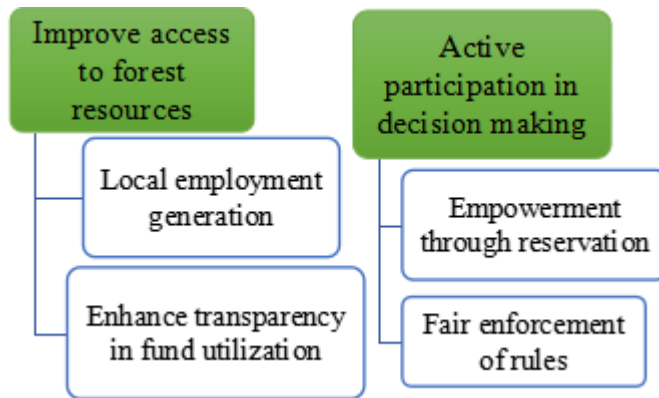 Improve access
to forest
resources
Local employment
generation
Enhance transparency
in fund utilization
Active
participation in
decision making
Empowerment
through reservation
Fair enforcement
of rules